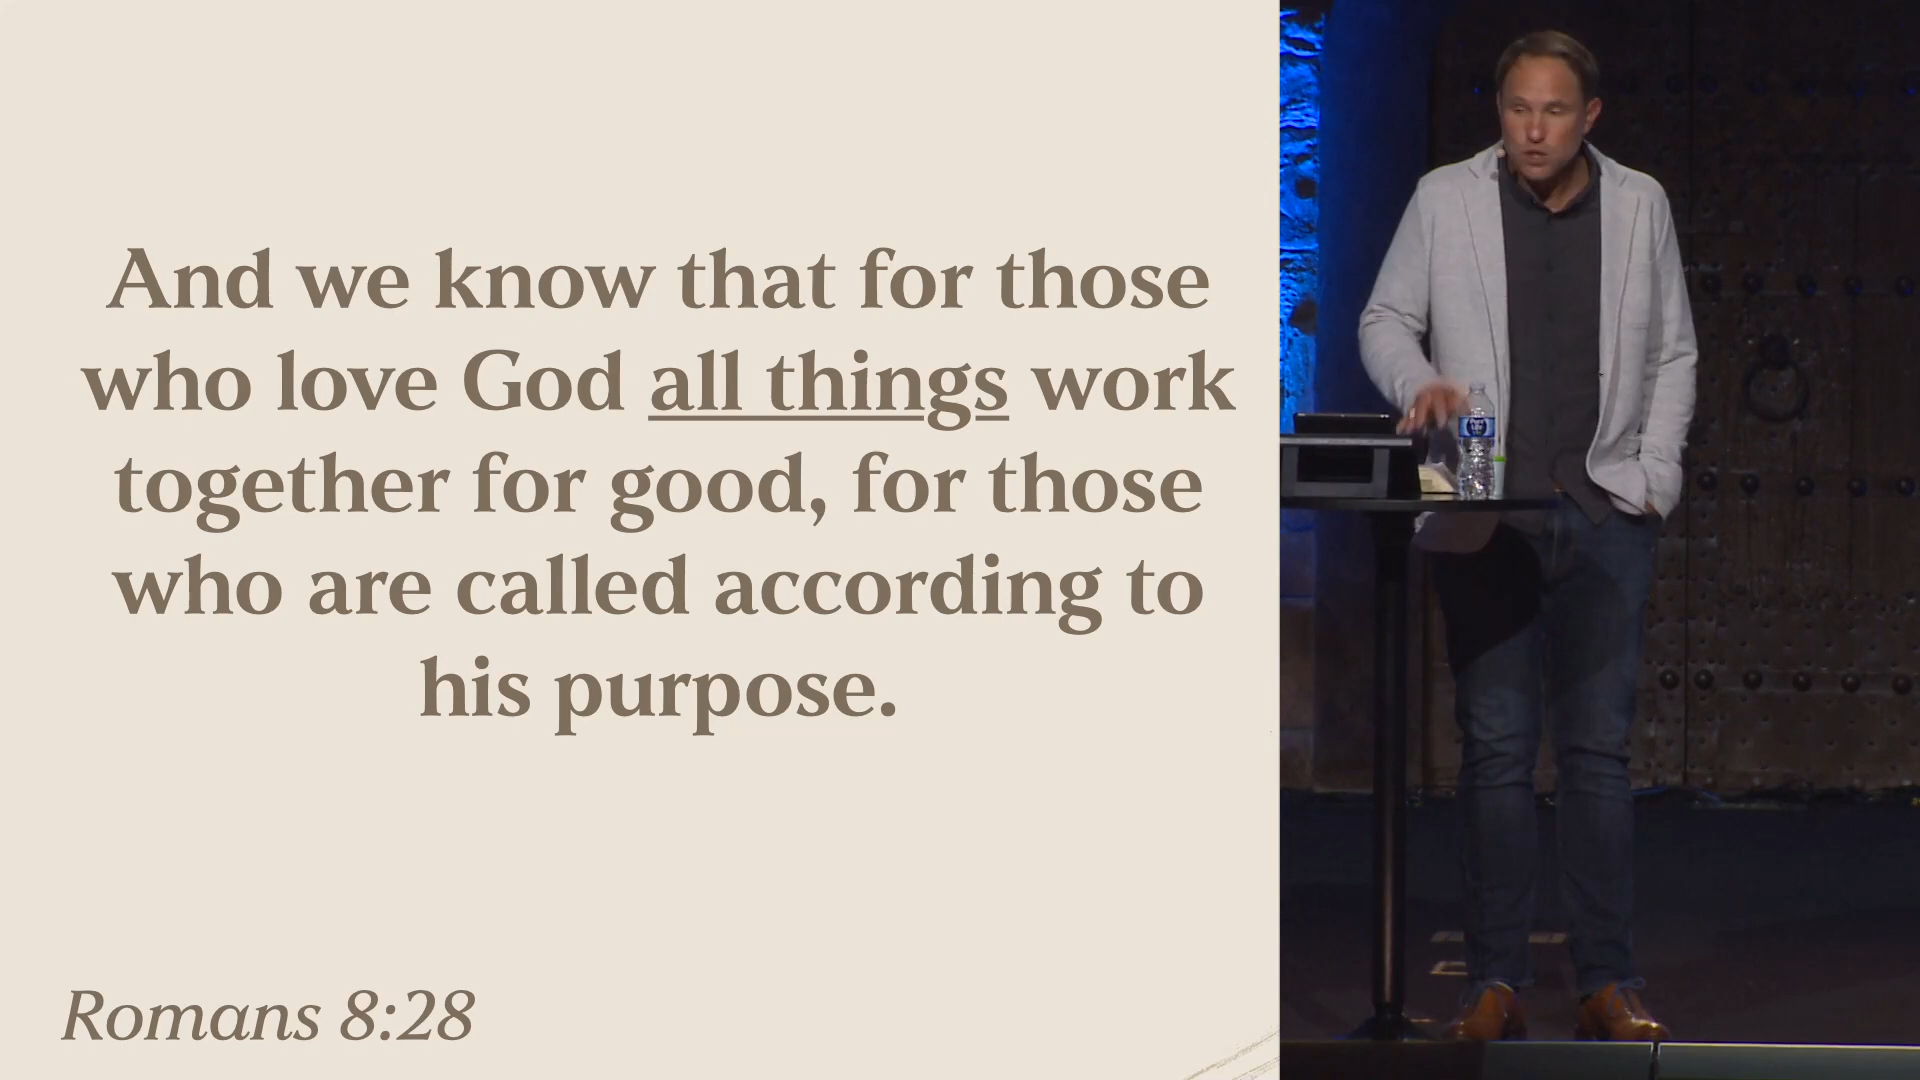 And we know that for those
who love God all things work
together for good, for those
who are called according to
his purpose.
Romans 8:28